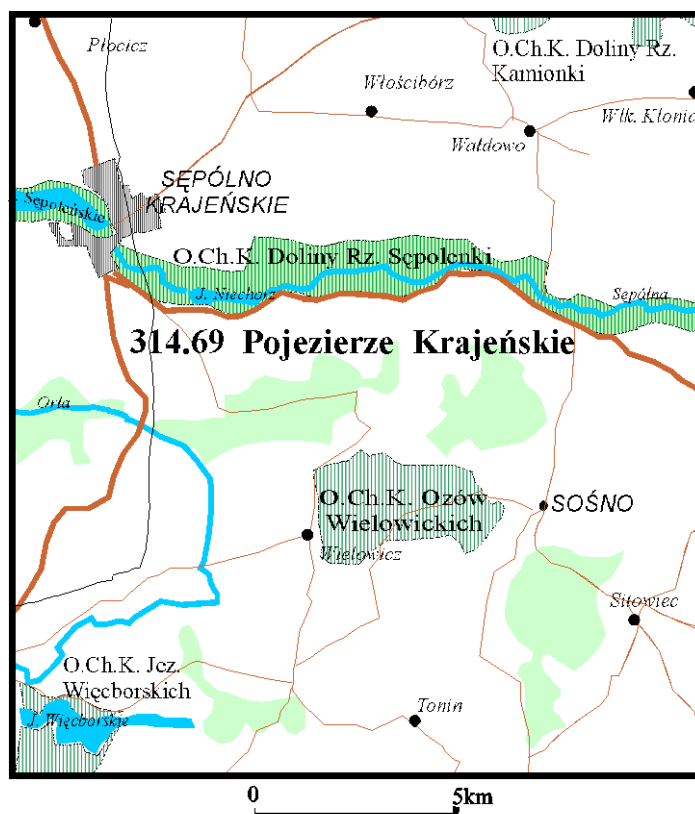 Płocicz
O.Ch.K. Doliny Rz.
Kamionki
Włościbórz
Wałdowo
Wlk. Kłonic
SĘPÓLNO
KRAJEŃSKIE
Sępoleńskie
O.Ch.K. Doliny Rz. Sępolenki
J. Niechorz
Sępólna
314.69 Pojezierze Krajeńskie
Orla
O.Ch.K. Ozów
Wielowickich
SOŚNO
Wielowicz
Sitowiec
O.Ch.K. Jez.
Więcborskich
J. Więcborskie
Tonin
0 5km